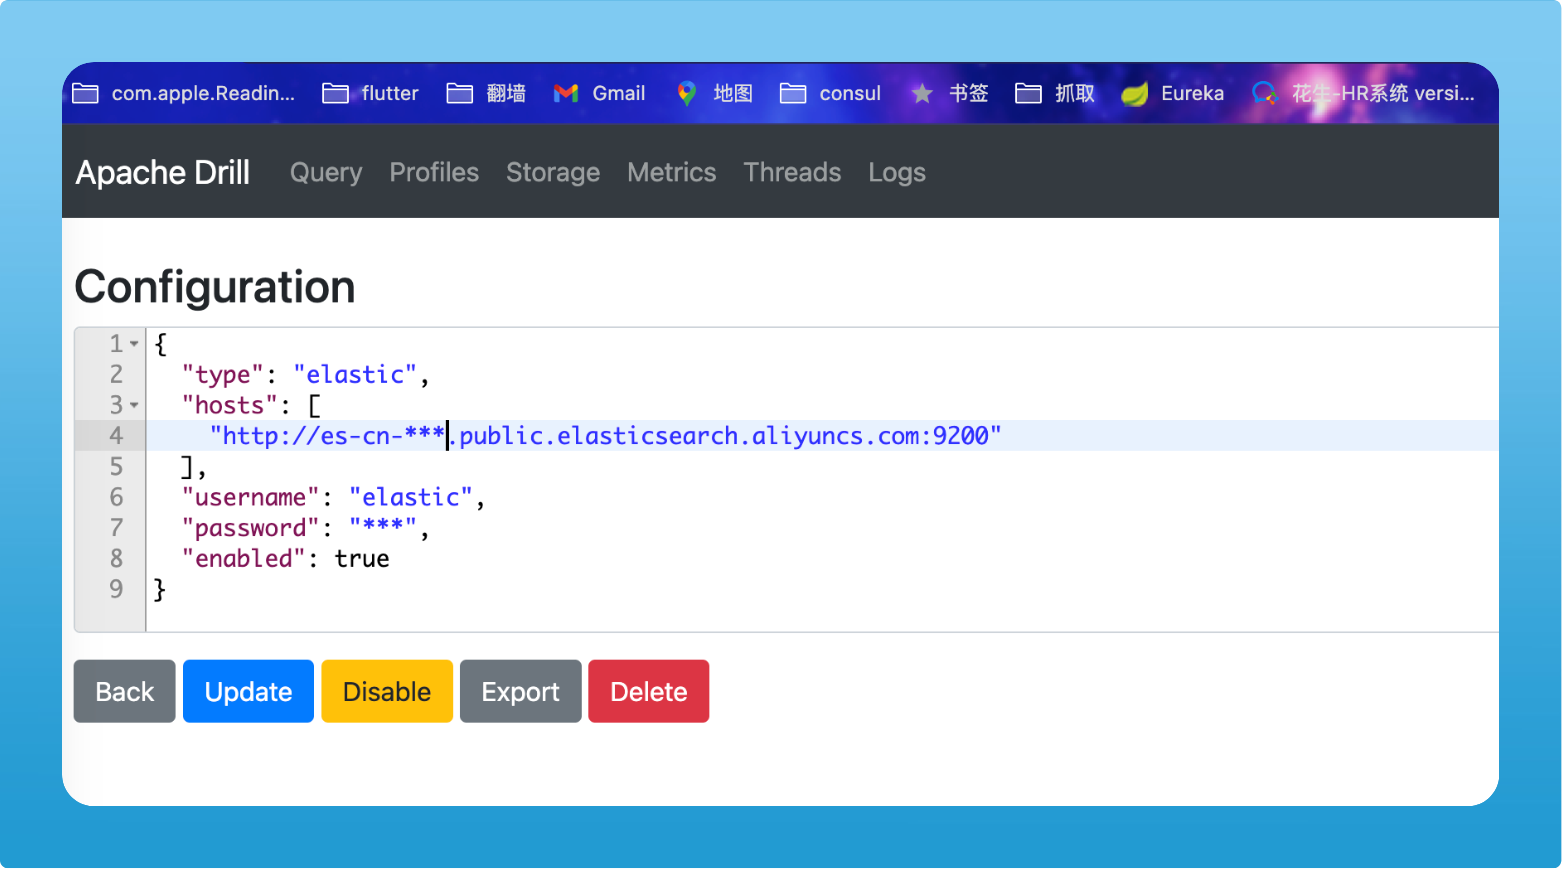 com.apple.Readin... flutter 翻墙 Gmail 地图 consul 书签 抓取 Eureka 花生-HR系统 versi...
Apache Drill Query Profiles Storage Metrics Threads Logs
Configuration
1 {
2 "type": "elastic",
3 "hosts": [
4 "http://es-cn-***.public.elasticsearch.aliyuncs.com:9200"
5 ],
6 "username": "elastic",
7 "password": "***",
8 "enabled": true
9 }
Back Update Disable Export Delete